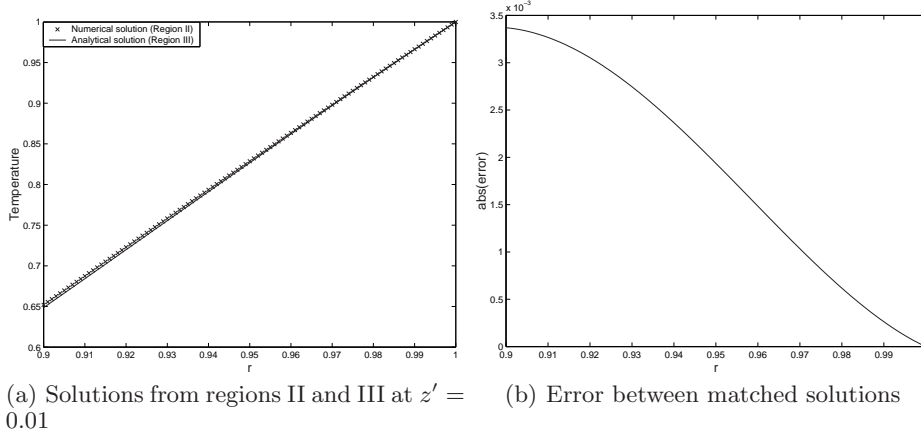 1
0.95
0.9
0.85
0.8
0.75
0.7
0.65
0.6
Temperature
× Numerical solution (Region II)
Analytical solution (Region III)
0.9 0.91 0.92 0.93 0.94 0.95 0.96 0.97 0.98 0.99 1
r
(a) Solutions from regions II and III at z′ =
0.01
x 10⁻³
3.5
3
2.5
2
1.5
1
0.5
0
abs(error)
0.9 0.91 0.92 0.93 0.94 0.95 0.96 0.97 0.98 0.99
r
(b) Error between matched solutions